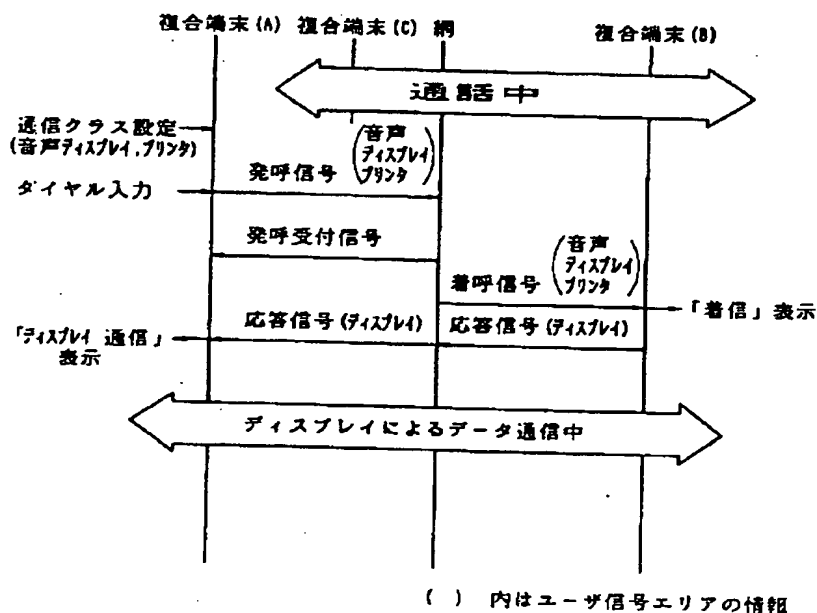 複合端末(A) 複合端末(C) 網 複合端末(B)
通話中
通信クラス設定
(音声ディスプレイ,プリンタ)
発呼信号
(音声
ディスプレイ
プリンタ)
ダイヤル入力
発呼受付信号
着呼信号
(音声
ディスプレイ
プリンタ)
「着信」表示
応答信号(ディスプレイ)
応答信号(ディスプレイ)
「ディスプレイ 通信」
表示
ディスプレイによるデータ通信中
( ) 内はユーザ信号エリアの情報